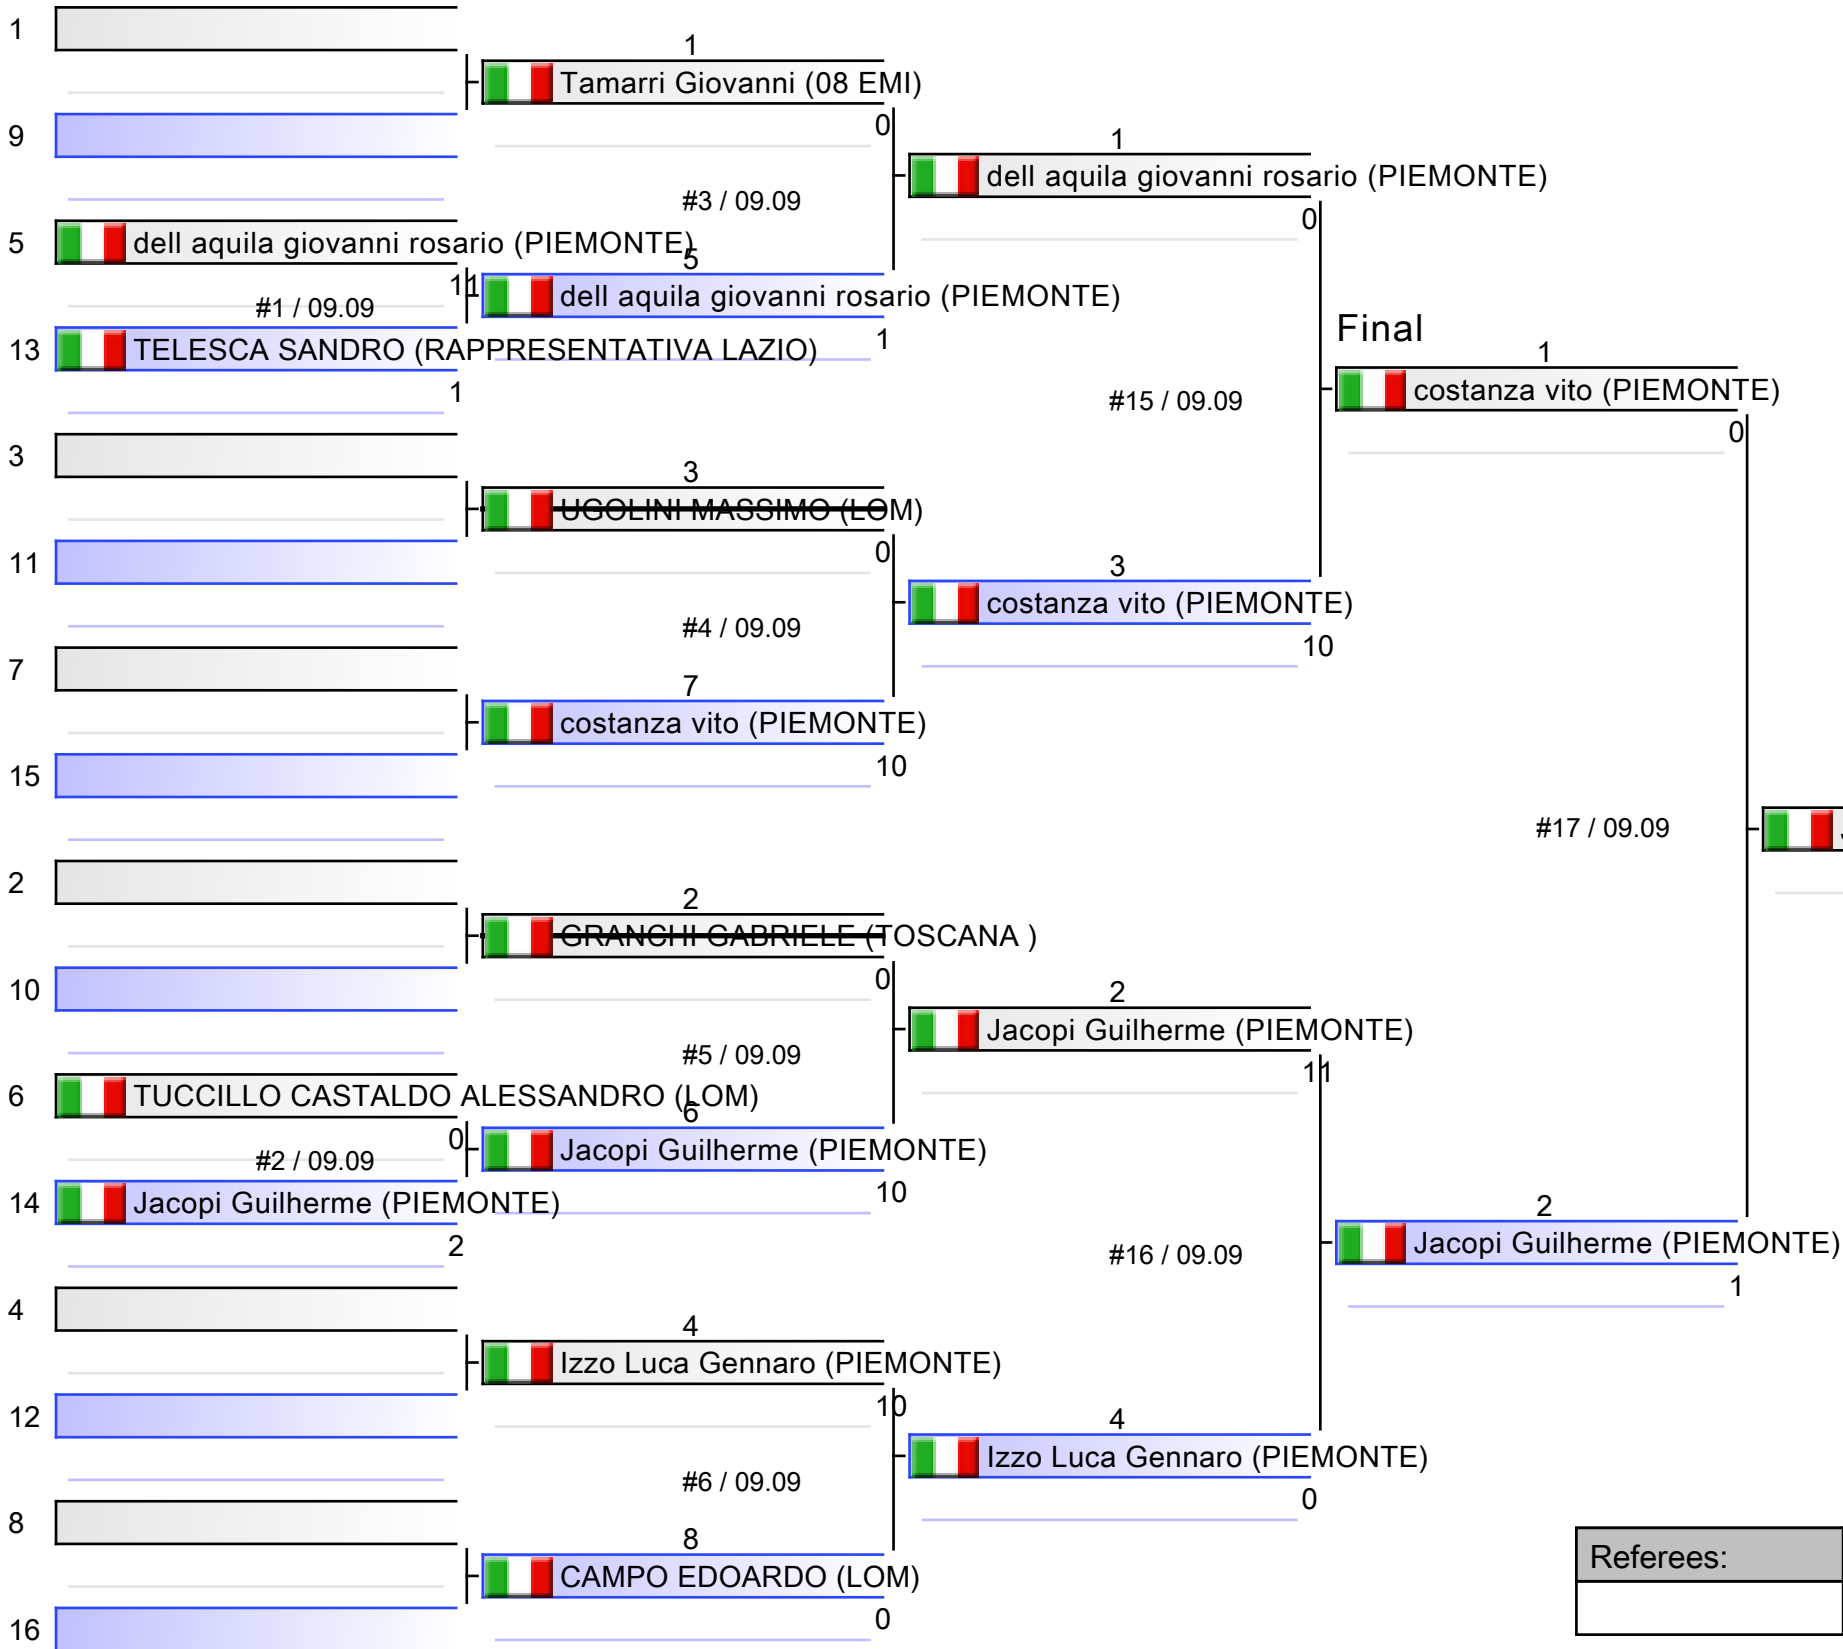 1
1
Tamarri Giovanni (08 EMI)
9
0
1
dell aquila giovanni rosario (PIEMONTE)
#3 / 09.09
0
5
dell aquila giovanni rosario (PIEMONTE)
5
11
dell aquila giovanni rosario (PIEMONTE)
#1 / 09.09
Final
13
TELESCA SANDRO (RAPPRESENTATIVA LAZIO)
1
1
1
costanza vito (PIEMONTE)
#15 / 09.09
0
3
3
UGOLINI MASSIMO (LOM)
11
0
3
costanza vito (PIEMONTE)
#4 / 09.09
10
7
7
costanza vito (PIEMONTE)
15
10
#17 / 09.09
J
2
2
GRANCHI GABRIELE (TOSCANA )
10
0
2
Jacopi Guilherme (PIEMONTE)
#5 / 09.09
11
6
TUCCILLO CASTALDO ALESSANDRO (LOM)
6
0
Jacopi Guilherme (PIEMONTE)
#2 / 09.09
14
Jacopi Guilherme (PIEMONTE)
10
2
2
Jacopi Guilherme (PIEMONTE)
#16 / 09.09
1
4
4
Izzo Luca Gennaro (PIEMONTE)
12
10
4
Izzo Luca Gennaro (PIEMONTE)
#6 / 09.09
0
8
8
CAMPO EDOARDO (LOM)
16
0
Referees: